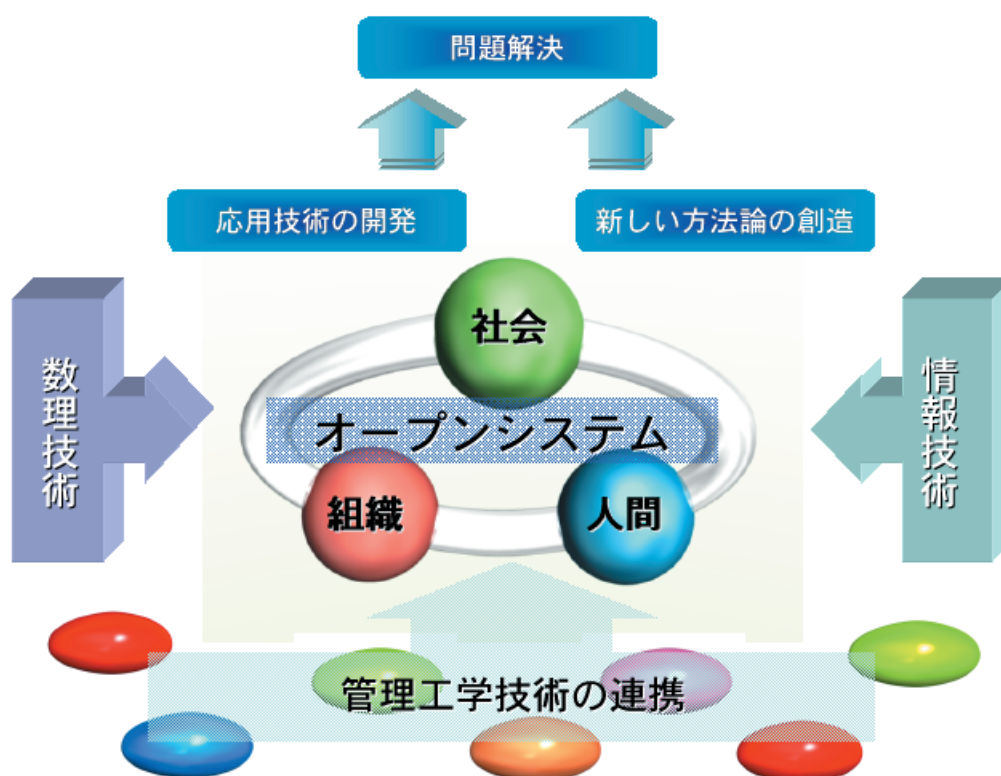 問題解決
応用技術の開発
新しい方法論の創造
社会
数理技術
情報技術
オープンシステム
組織
人間
管理工学技術の連携